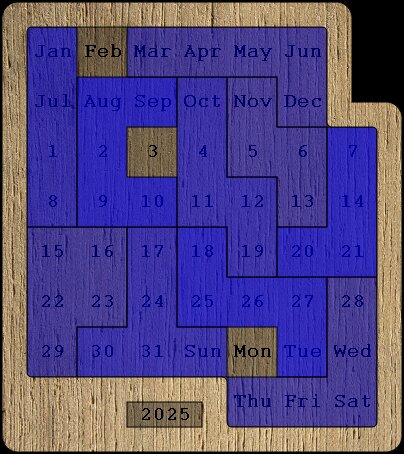 Jan Feb Mar Apr May Jun
Jul Aug Sep Oct Nov Dec
1 2 3 4 5 6 7
8 9 10 11 12 13 14
15 16 17 18 19 20 21
22 23 24 25 26 27 28
29 30 31 Sun Mon Tue Wed
Thu Fri Sat
2025